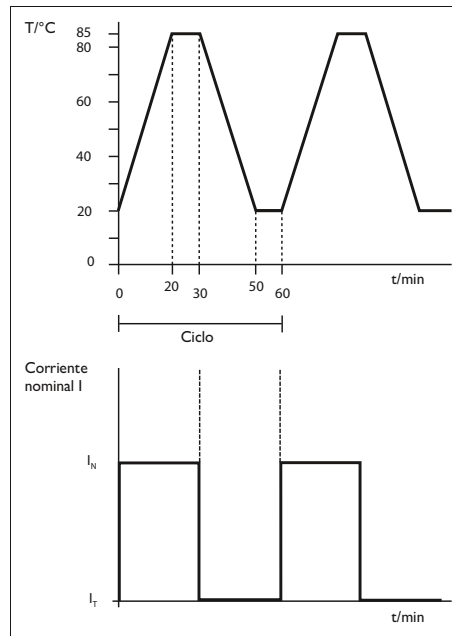 T/°C
85
80
60
40
20
0
0
20
30
50
60
t/min
Ciclo
Corriente
nominal I
I_N
I_T
t/min